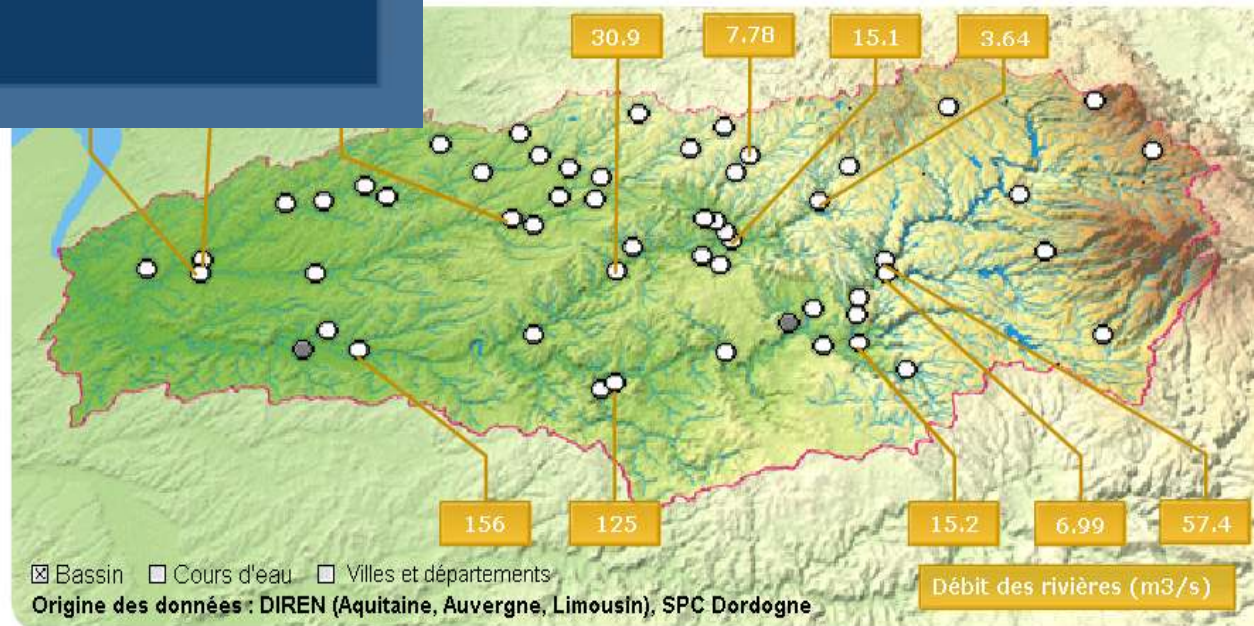 30.9 7.78 15.1 3.64
156 125 15.2 6.99 57.4
Bassin Cours d'eau Villes et départements
Débit des rivières (m3/s)
Origine des données : DIREN (Aquitaine, Auvergne, Limousin), SPC Dordogne